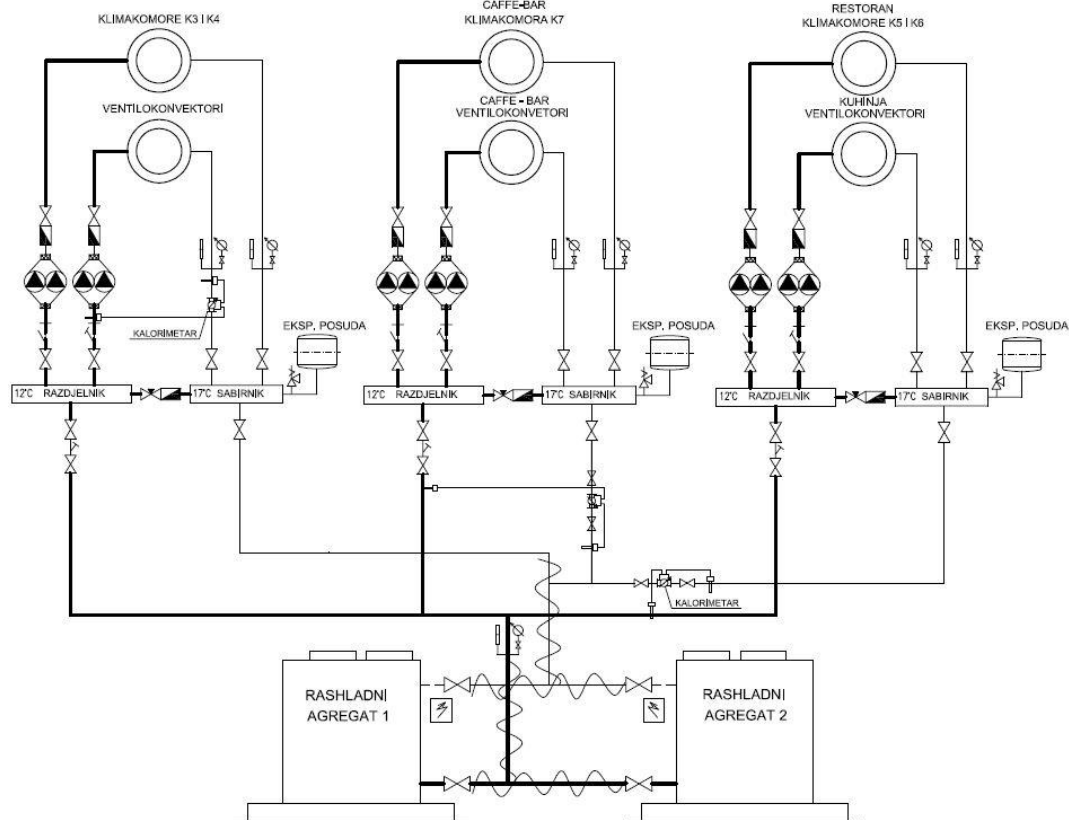 KLIMAKOMORE K3 I K4
CAFFE-BAR
KLIMAKOMORA K7
RESTORAN
KLIMAKOMORE K5 I K6
VENTILOKONVEKTORI
CAFFE - BAR
VENTILOKONVETORI
KUHINJA
VENTILOKONVEKTORI
KALORIMETAR
EKSP. POSUDA
EKSP. POSUDA
EKSP. POSUDA
12°C RAZDJELNIK
17°C SABIRNIK
12°C RAZDJELNIK
17°C SABIRNIK
12°C RAZDJELNIK
17°C SABIRNIK
KALORIMETAR
RASHLADNI
AGREGAT 1
RASHLADNI
AGREGAT 2